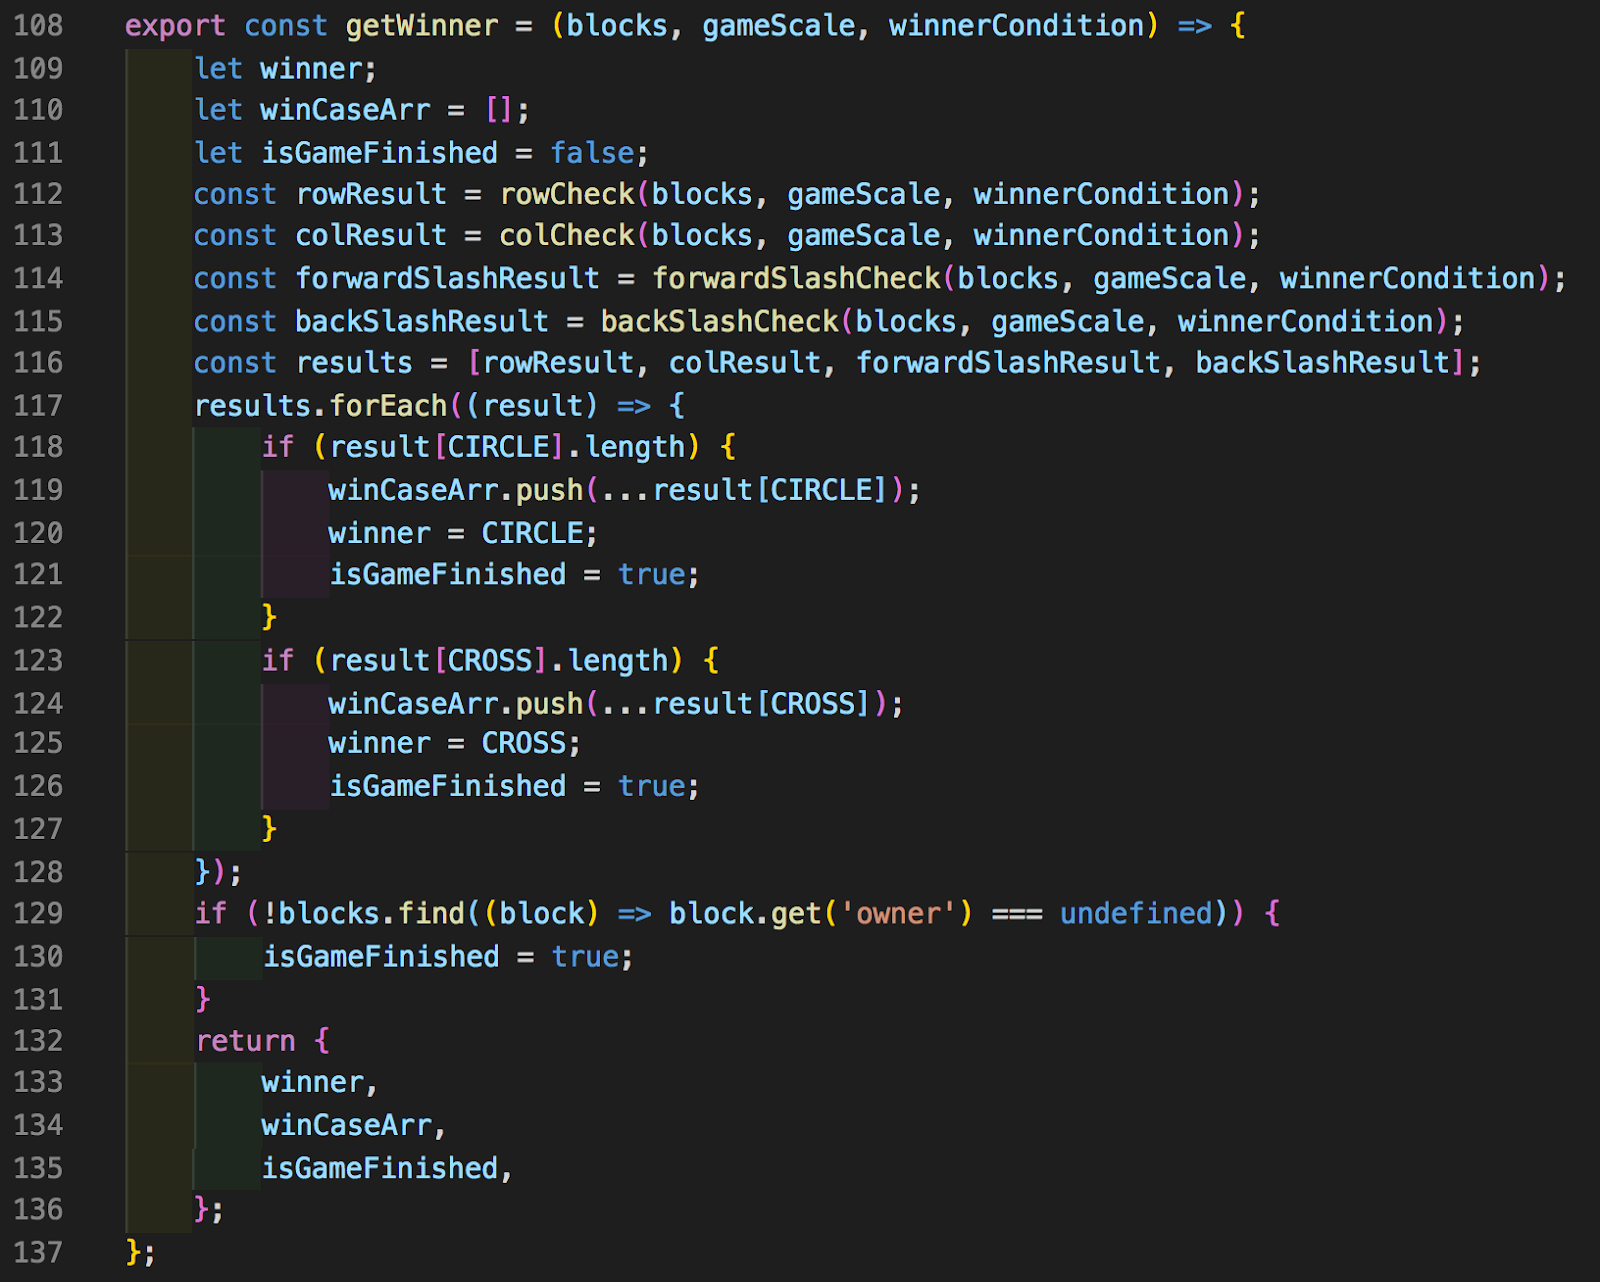 108 export const getWinner = (blocks, gameScale, winnerCondition) => {
109     let winner;
110     let winCaseArr = [];
111     let isGameFinished = false;
112     const rowResult = rowCheck(blocks, gameScale, winnerCondition);
113     const colResult = colCheck(blocks, gameScale, winnerCondition);
114     const forwardSlashResult = forwardSlashCheck(blocks, gameScale, winnerCondition);
115     const backSlashResult = backSlashCheck(blocks, gameScale, winnerCondition);
116     const results = [rowResult, colResult, forwardSlashResult, backSlashResult];
117     results.forEach((result) => {
118         if (result[CIRCLE].length) {
119             winCaseArr.push(...result[CIRCLE]);
120             winner = CIRCLE;
121             isGameFinished = true;
122         }
123         if (result[CROSS].length) {
124             winCaseArr.push(...result[CROSS]);
125             winner = CROSS;
126             isGameFinished = true;
127         }
128     });
129     if (!blocks.find((block) => block.get('owner') === undefined)) {
130         isGameFinished = true;
131     }
132     return {
133         winner,
134         winCaseArr,
135         isGameFinished,
136     };
137 };